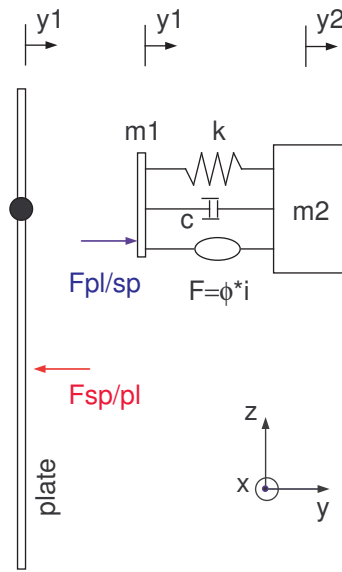 y1 y1 y2
m1 k
m2
c
Fpl/sp F=ϕ*i
Fsp/pl
z
plate
x
y